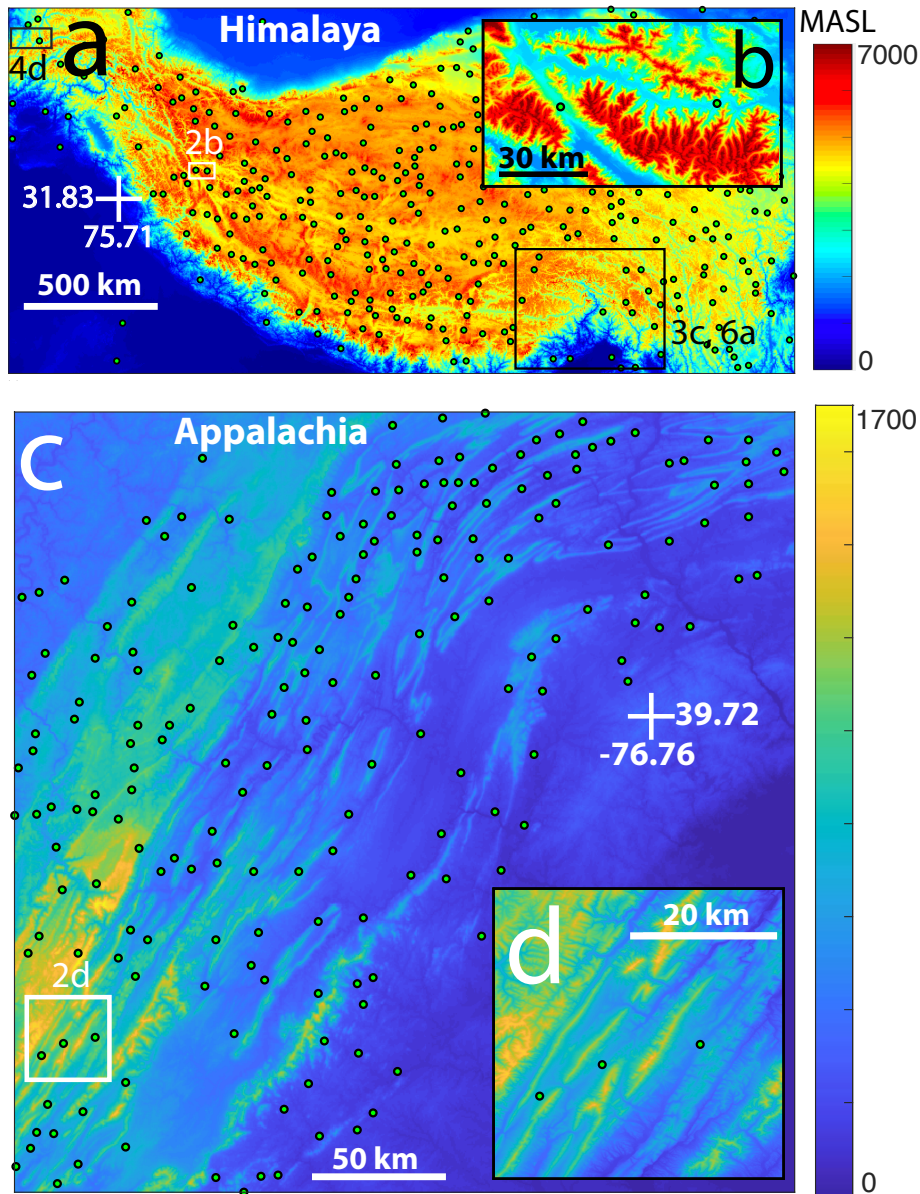 Himalaya
MASL
7000
a
b
4d
2b
30 km
31.83
75.71
500 km
3c, 6a
0
Appalachia
1700
C
39.72
-76.76
d
20 km
2d
50 km
0